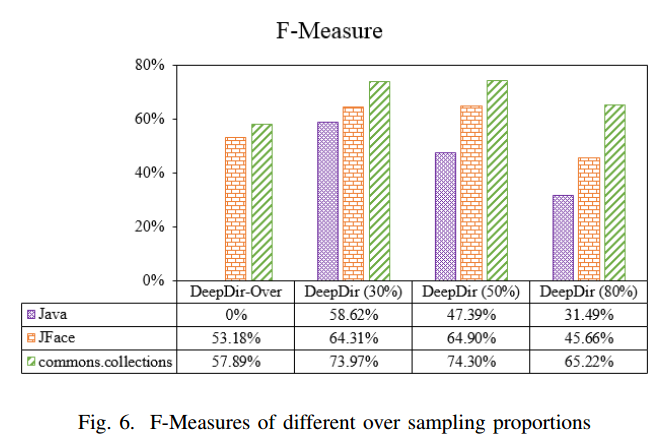 F-Measure
80%
60%
40%
20%
0%
DeepDir-Over DeepDir (30%) DeepDir (50%) DeepDir (80%)
Java 0% 58.62% 47.39% 31.49%
JFace 53.18% 64.31% 64.90% 45.66%
commons.collections 57.89% 73.97% 74.30% 65.22%
Fig. 6. F-Measures of different over sampling proportions